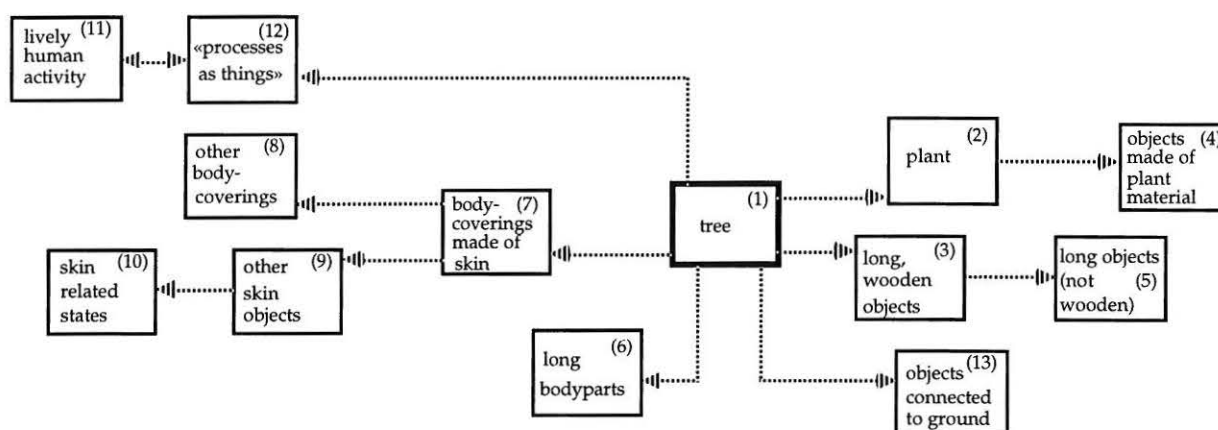 lively (11)
human
activity
(12)
«processes
as things»
other (8)
body-
coverings
body- (7)
coverings
made of
skin
skin (10)
related
states
other (9)
skin
objects
(1)
tree
(2)
plant
objects (4)
made of
plant
material
long, (3)
wooden
objects
long objects
(not (5)
wooden)
long (6)
bodyparts
(13)
objects
connected
to ground